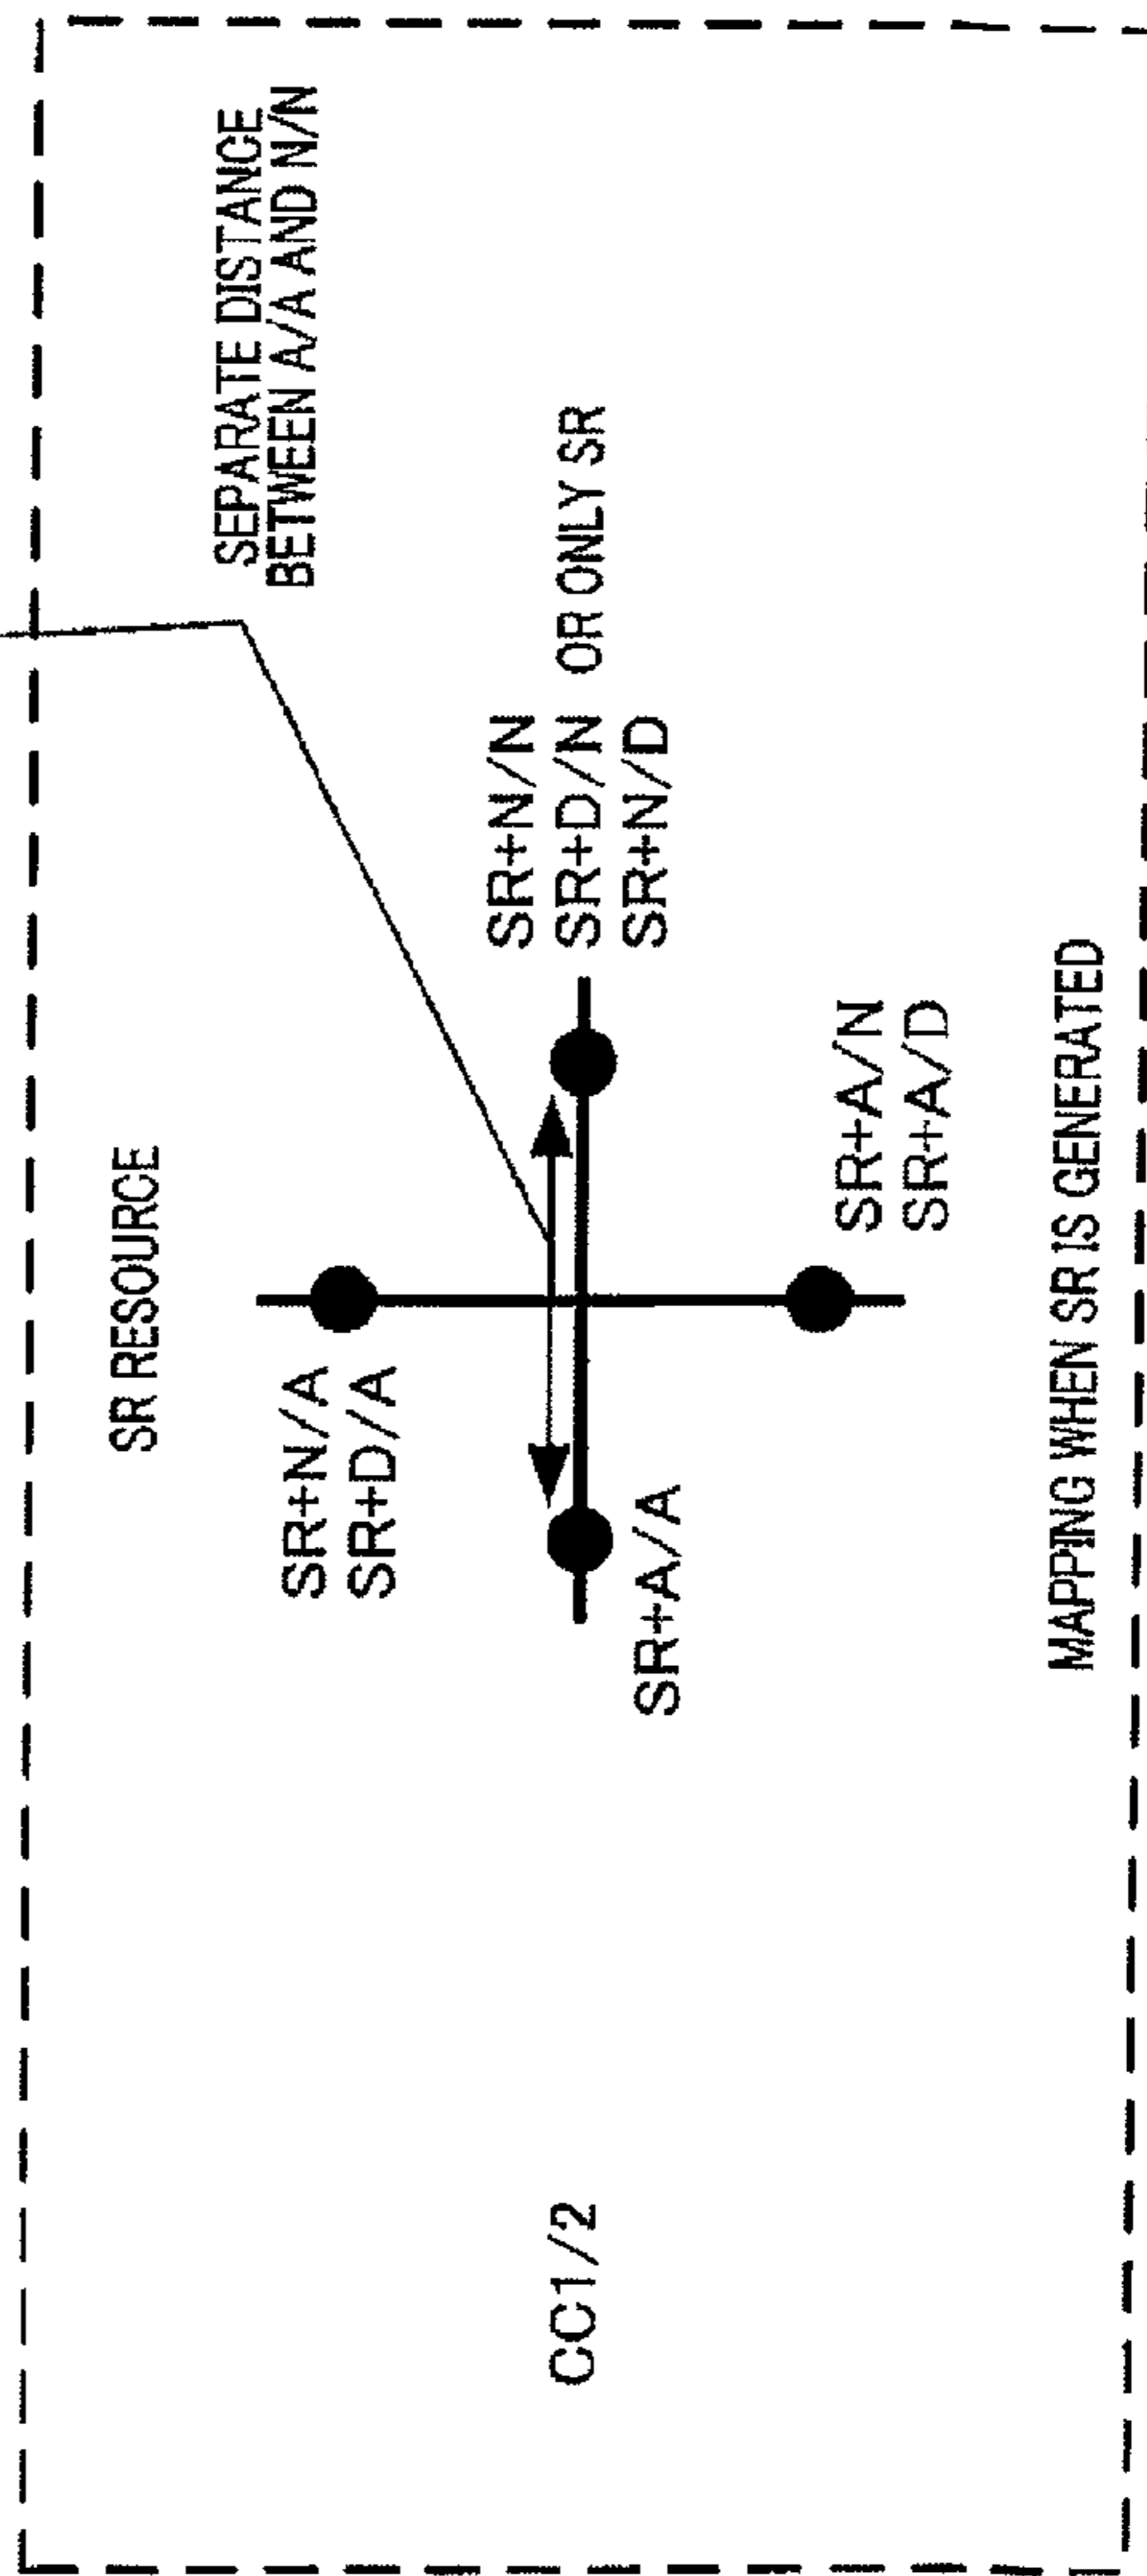 SR RESOURCE
SEPARATE DISTANCE
BETWEEN A/A AND N/N
SR+N/A
SR+D/A
SR+N/N
SR+D/N OR ONLY SR
SR+N/D
CC1/2
SR+A/A
SR+A/N
SR+A/D
MAPPING WHEN SR IS GENERATED